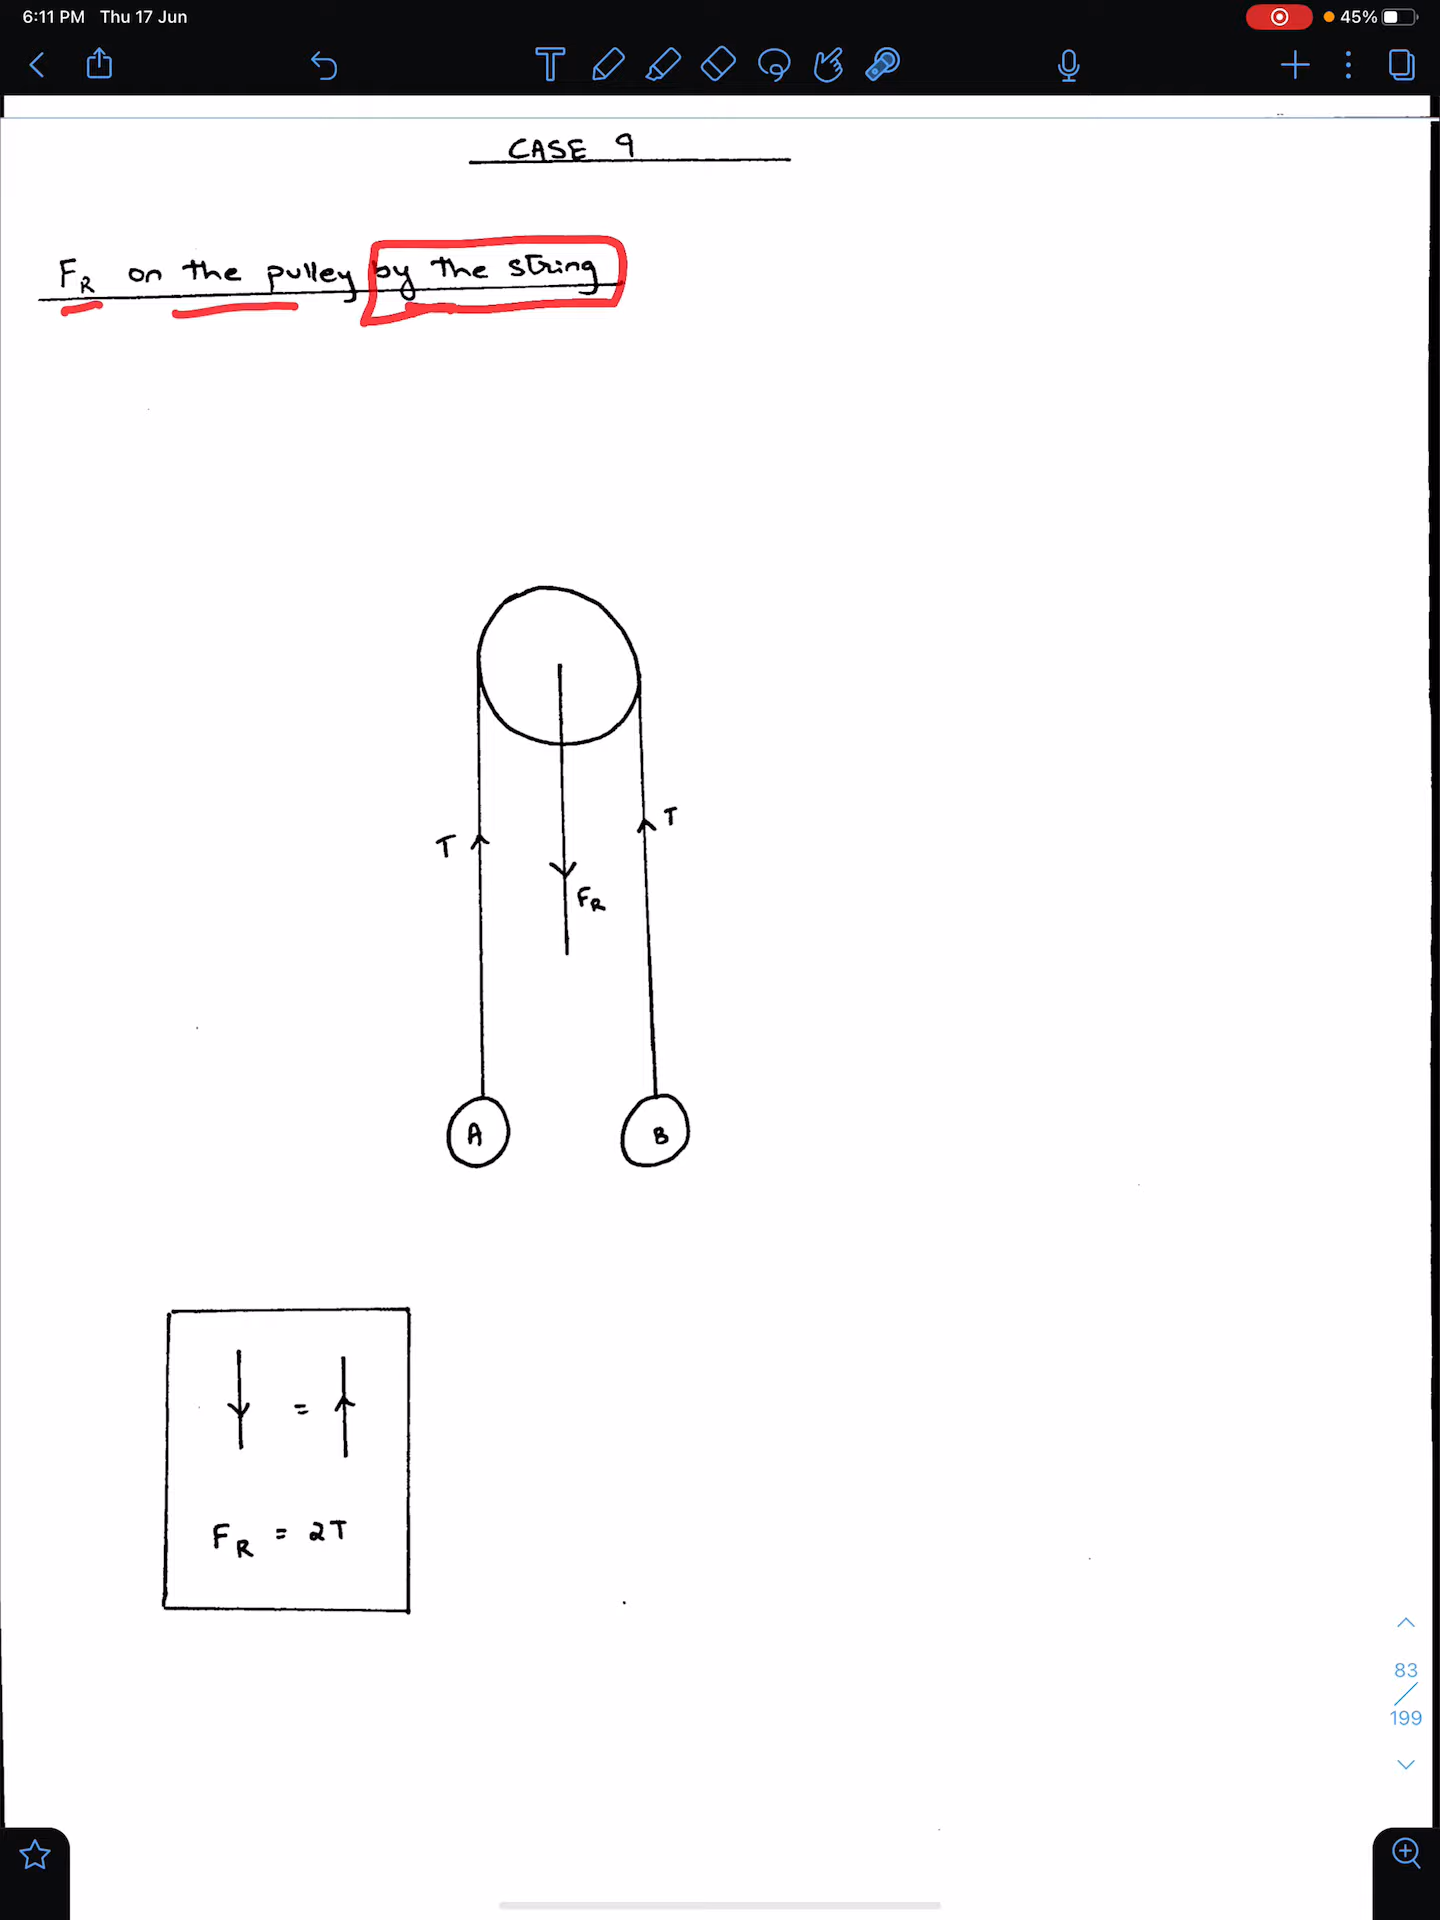 6:11 PM Thu 17 Jun
45%
CASE 9
FR on the pulley by the string
T
T
FR
A
B
=
FR = 2T
83
199